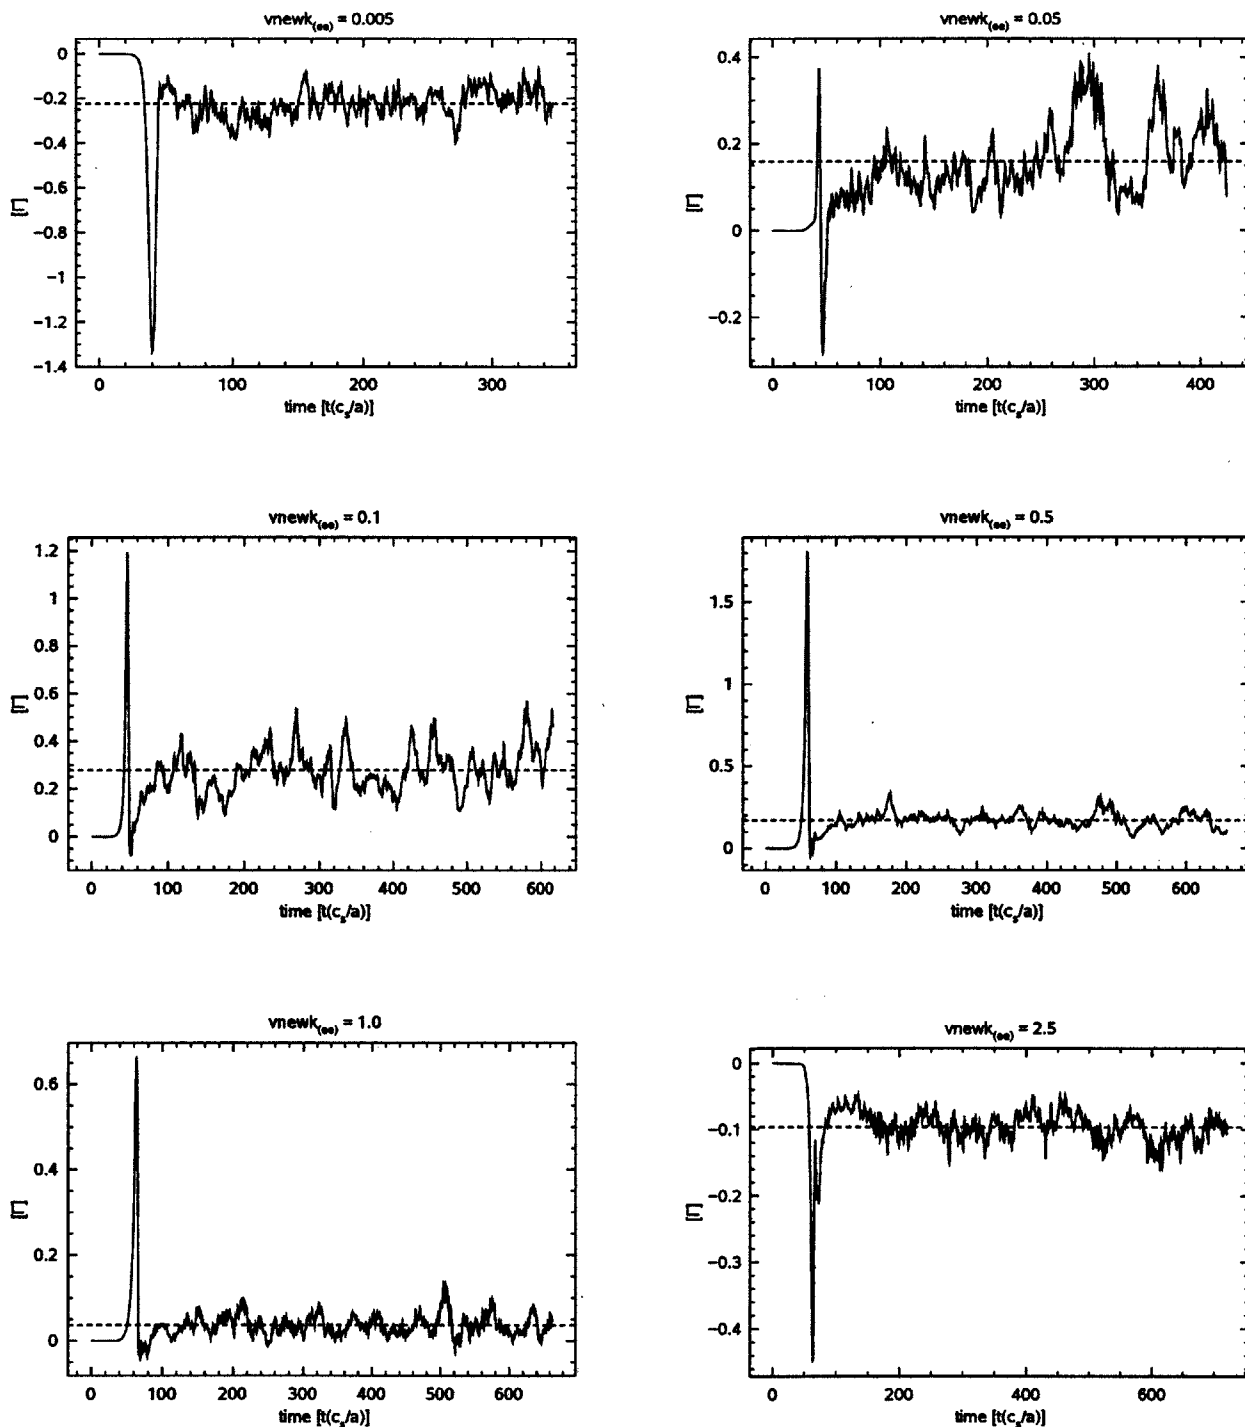 vnewk(ee) = 0.005
0
−0.2
−0.4
−0.6
−0.8
−1
−1.2
−1.4
[Γ]
0 100 200 300
time [t(cs/a)]
vnewk(ee) = 0.05
0.4
0.2
0
−0.2
[Γ]
0 100 200 300 400
time [t(cs/a)]
vnewk(ee) = 0.1
1.2
1
0.8
0.6
0.4
0.2
0
[Γ]
0 100 200 300 400 500 600
time [t(cs/a)]
vnewk(ee) = 0.5
1.5
1
0.5
0
[Γ]
0 100 200 300 400 500 600
time [t(cs/a)]
vnewk(ee) = 1.0
0.6
0.4
0.2
0
[Γ]
0 100 200 300 400 500 600
time [t(cs/a)]
vnewk(ee) = 2.5
0
−0.1
−0.2
−0.3
−0.4
[Γ]
0 200 400 600
time [t(cs/a)]